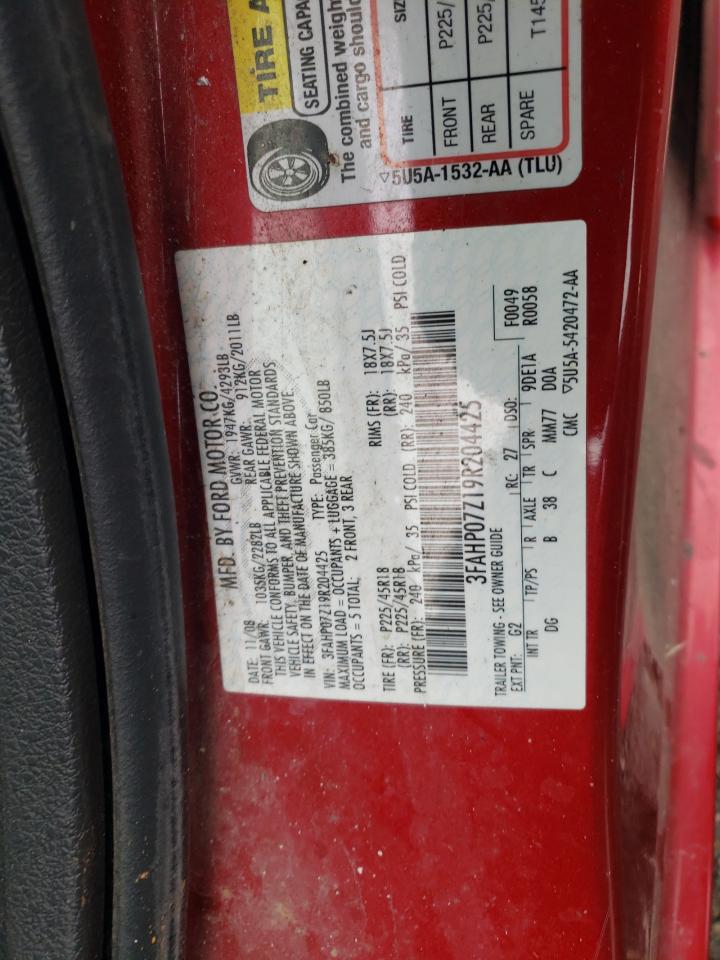 TIRE A
SEATING CAPA
The combined weigh
and cargo should
TIRE SIZ
FRONT P225/
REAR P225/
SPARE T145
5U5A-1532-AA (TLU)
MFD. BY FORD MOTOR CO.
DATE: 11/08 GVWR: 1947KG/4293LB
FRONT GAWR: 1035KG/2282LB REAR GAWR: 912KG/2011LB
THIS VEHICLE CONFORMS TO ALL APPLICABLE FEDERAL MOTOR
VEHICLE SAFETY, BUMPER, AND THEFT PREVENTION STANDARDS
IN EFFECT ON THE DATE OF MANUFACTURE SHOWN ABOVE.
VIN: 3FAHP07Z19R204425 TYPE: Passenger Car
MAXIMUM LOAD = OCCUPANTS + LUGGAGE = 385KG/ 850LB
OCCUPANTS = 5 TOTAL; 2 FRONT, 3 REAR
TIRE (FR): P225/45R18 RIMS (FR): 18X7.5J
(RR): P225/45R18 (RR): 18X7.5J
PRESSURE (FR): 240 kPa/ 35 PSI COLD (RR): 240 kPa/ 35 PSI COLD
3FAHP07Z19R204425
TRAILER TOWING - SEE OWNER GUIDE F0049
EXT PNT: G2 RC: 27 DSO: R0058
INT TR TP/PS R AXLE TR SPR 9DE1A
DG B 38 C MM77 D0A
CMC ▽5U5A-5420472-AA